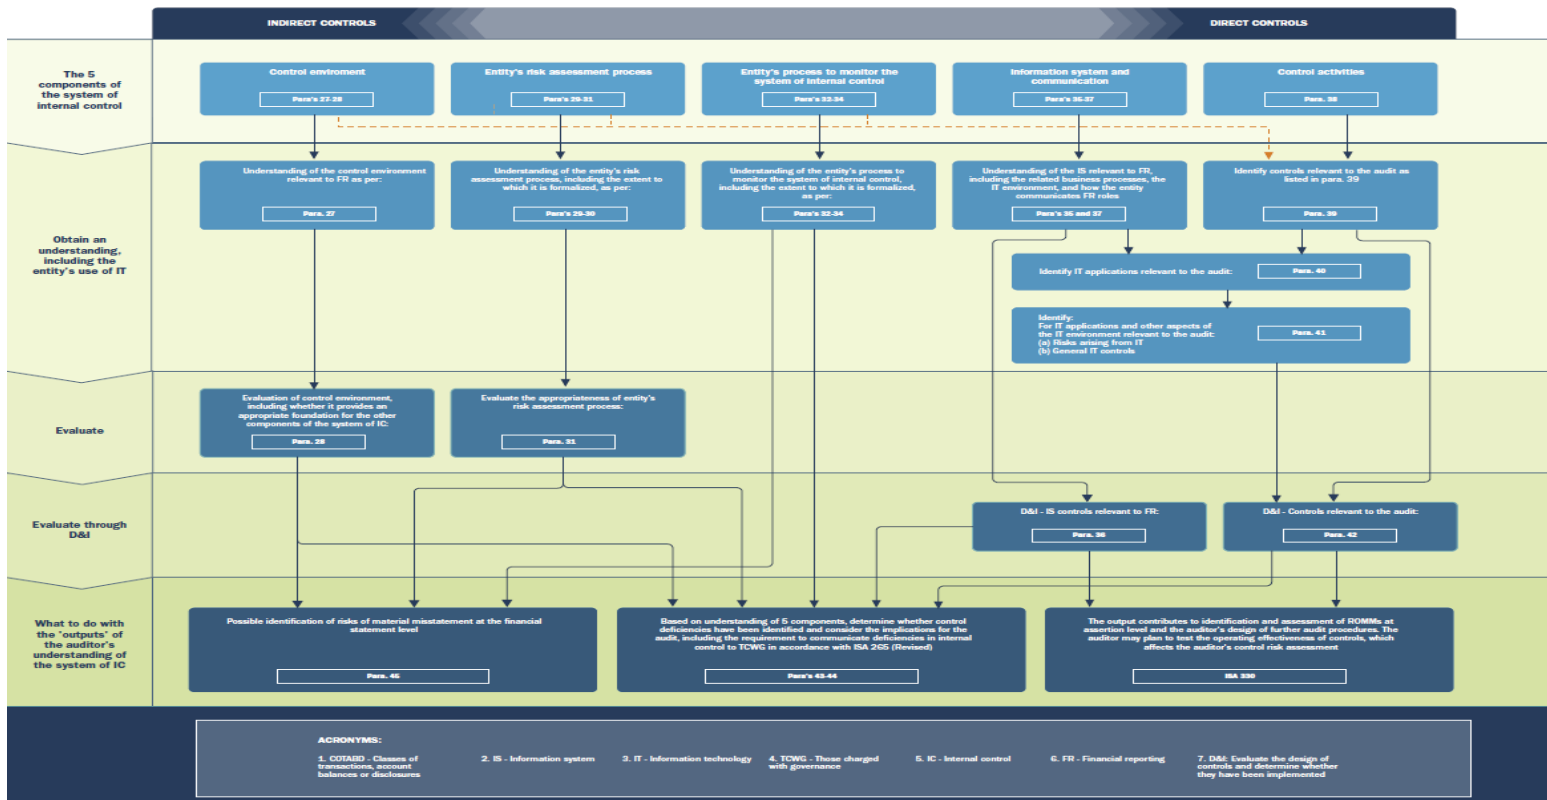 INDIRECT CONTROLS
DIRECT CONTROLS
The 5
components of
the system of
internal control
Control enviroment
Para's 27-28
Entity's risk assessment process
Para's 29-31
Entity's process to monitor the
system of internal control
Para's 32-34
Information system and
communication
Para's 35-37
Control activities
Para. 38
Obtain an
understanding,
including the
entity's use of IT
Understanding of the control environment
relevant to FR as per:
Para. 27
Understanding of the entity's risk
assessment process, including the extent to
which it is formalized, as per:
Para's 29-30
Understanding of the entity's process to
monitor the system of internal control,
including the extent to which it is formalized,
as per:
Para's 32-34
Understanding of the IS relevant to FR,
including the related business processes, the
IT environment, and how the entity
communicates FR roles
Para's 35 and 37
Identify controls relevant to the audit as
listed in para. 39
Para. 39
Identify IT applications relevant to the audit:
Para. 40
Identify:
For IT applications and other aspects of
the IT environment relevant to the audit:
(a) Risks arising from IT
(b) General IT controls
Para. 41
Evaluate
Evaluation of control environment,
including whether it provides an
appropriate foundation for the other
components of the system of IC:
Para. 28
Evaluate the appropriateness of entity's
risk assessment process:
Para. 31
Evaluate through
D&I
D&I - IS controls relevant to FR:
Para. 36
D&I - Controls relevant to the audit:
Para. 42
What to do with
the 'outputs' of
the auditor's
understanding of
the system of IC
Possible identification of risks of material misstatement at the financial
statement level
Para. 45
Based on understanding of 5 components, determine whether control
deficiencies have been identified and consider the implications for the
audit, including the requirement to communicate deficiencies in internal
control to TCWG in accordance with ISA 265 (Revised)
Para's 43-44
The output contributes to identification and assessment of ROMMs at
assertion level and the auditor's design of further audit procedures. The
auditor may plan to test the operating effectiveness of controls, which
affects the auditor's control risk assessment
ISA 330
ACRONYMS:
1. COTABD - Classes of
transactions, account
balances or disclosures
2. IS - Information system
3. IT - Information technology
4. TCWG - Those charged
with governance
5. IC - Internal control
6. FR - Financial reporting
7. D&I: Evaluate the design of
controls and determine whether
they have been implemented